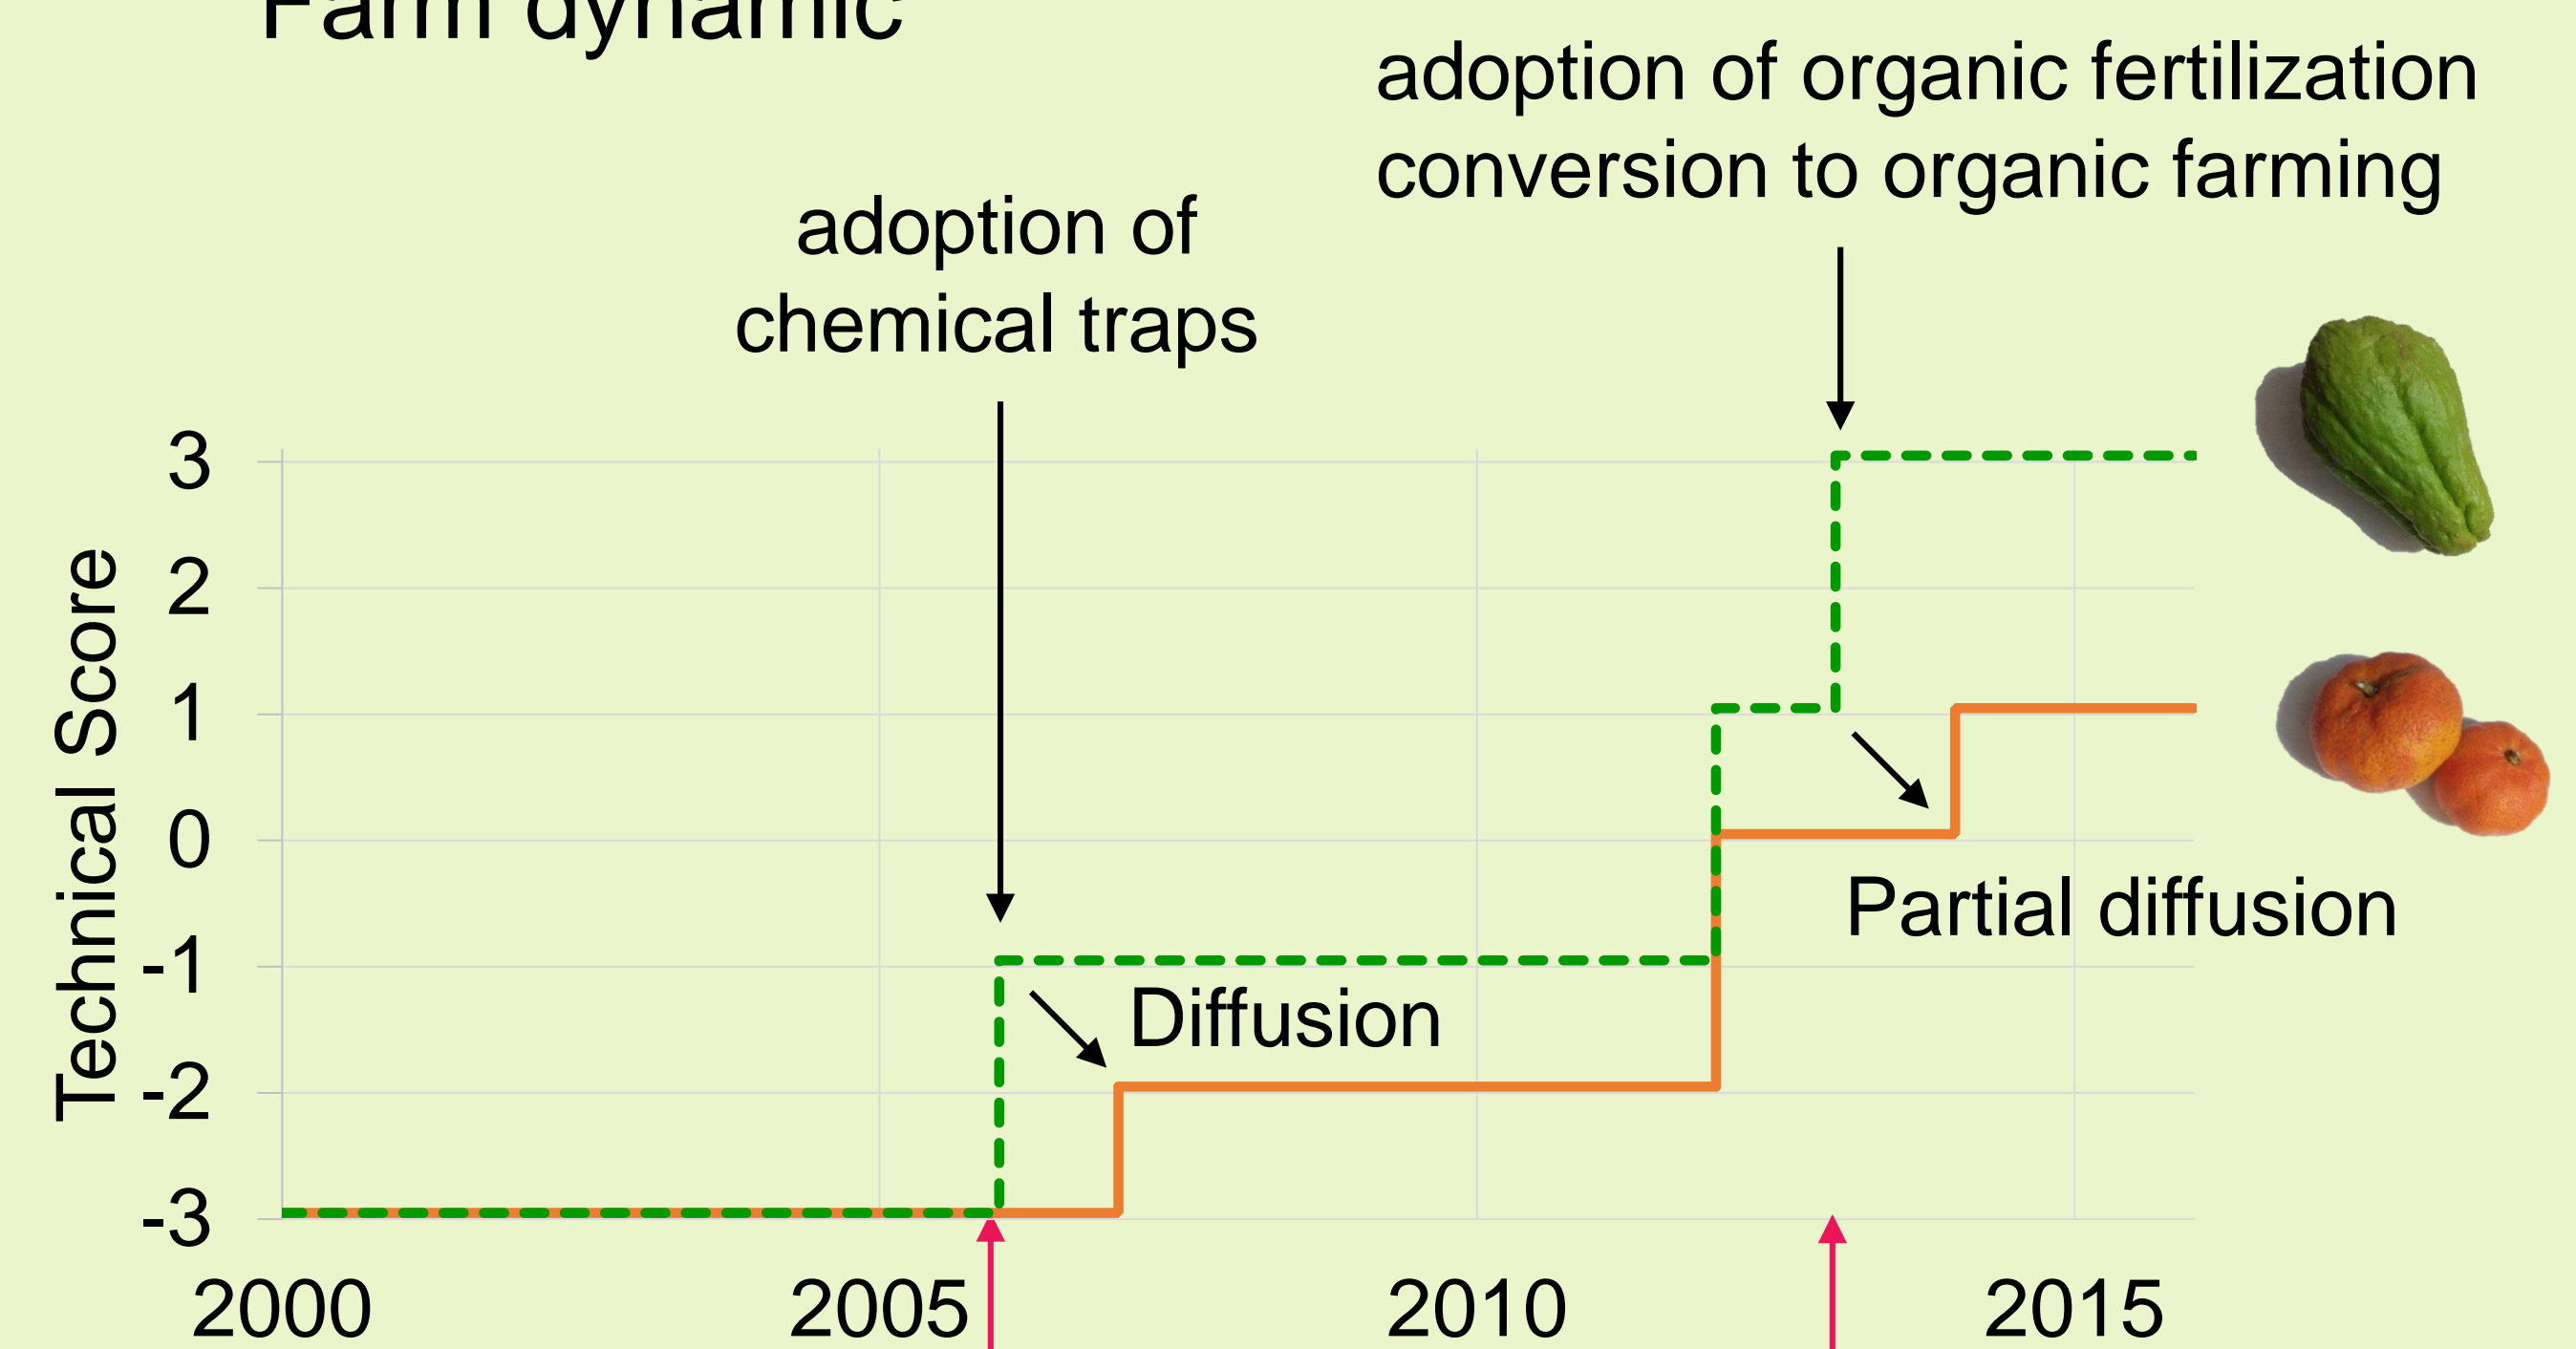 Farm dynamic
adoption of organic fertilization
conversion to organic farming
adoption of
chemical traps
3
2
1
0
-1
-2
-3
Technical Score
Partial diffusion
Diffusion
2000
2005
2010
2015